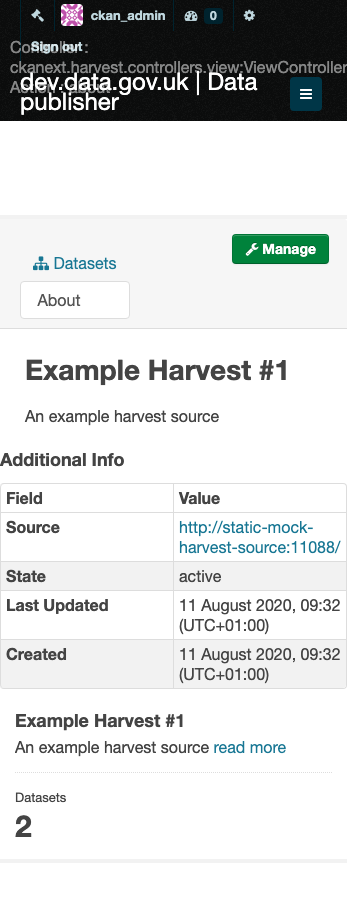 ckan_admin 0
Sign out
Controller :
ckanext.harvest.controllers.view:ViewController
Action : about
dev.data.gov.uk | Data
publisher
Manage
Datasets
About
Example Harvest #1
An example harvest source
Additional Info
Field Value
Source http://static-mock-
harvest-source:11088/
State active
Last Updated 11 August 2020, 09:32
(UTC+01:00)
Created 11 August 2020, 09:32
(UTC+01:00)
Example Harvest #1
An example harvest source read more
Datasets
2